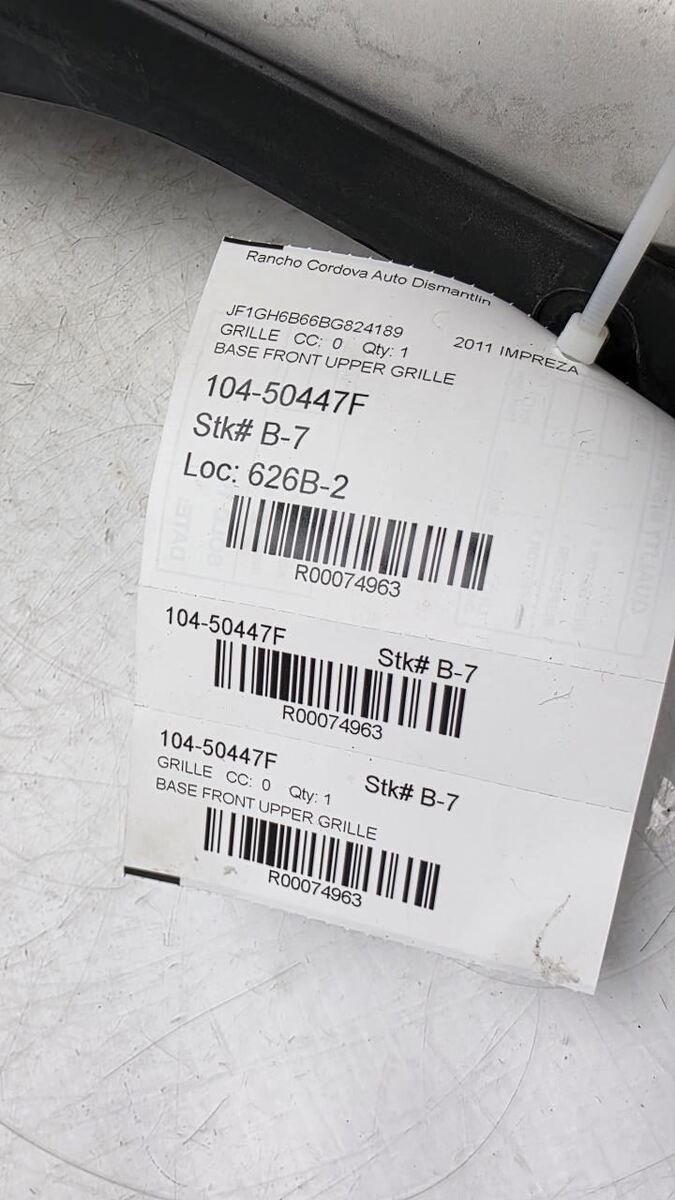 Rancho Cordova Auto Dismantlin
JF1GH6B66BG824189
2011 IMPREZA
GRILLE CC: 0 Qty: 1
BASE FRONT UPPER GRILLE
104-50447F
Stk# B-7
Loc: 626B-2
R00074963
104-50447F
Stk# B-7
R00074963
104-50447F
Stk# B-7
GRILLE CC: 0 Qty: 1
BASE FRONT UPPER GRILLE
R00074963